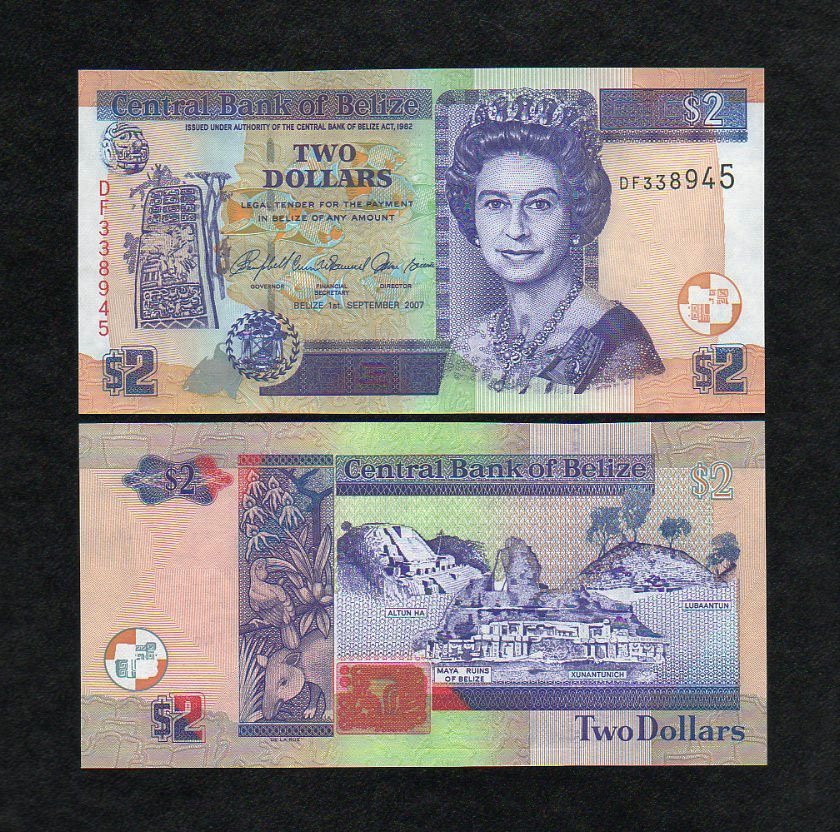 Central Bank of Belize
$2
ISSUED UNDER AUTHORITY OF THE CENTRAL BANK OF BELIZE ACT, 1982
TWO
DOLLARS
LEGAL TENDER FOR THE PAYMENT
IN BELIZE OF ANY AMOUNT
DF338945
DF338945
GOVERNOR
FINANCIAL
SECRETARY
DIRECTOR
BELIZE 1st. SEPTEMBER 2007
$2
$2
Central Bank of Belize
$2
$2
ALTUN HA
LUBAANTUN
MAYA RUINS
OF BELIZE
XUNANTUNICH
$2
Two Dollars
DE LA RUE